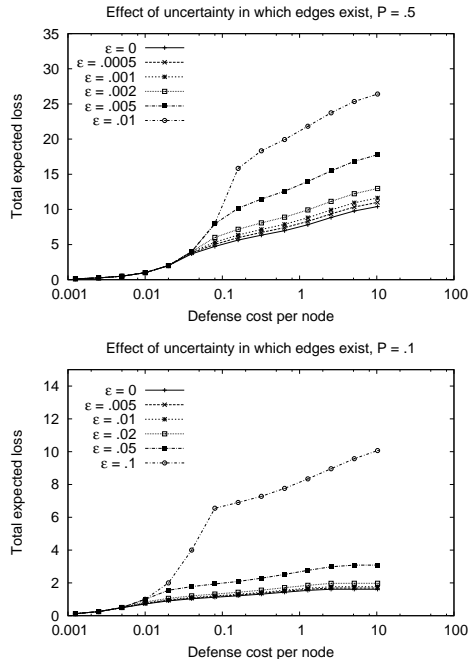 Effect of uncertainty in which edges exist, P = .5
35
30
25
20
15
10
5
0
Total expected loss
ε = 0
ε = .0005
ε = .001
ε = .002
ε = .005
ε = .01
0.001 0.01 0.1 1 10 100
Defense cost per node
Effect of uncertainty in which edges exist, P = .1
14
12
10
8
6
4
2
0
Total expected loss
ε = 0
ε = .005
ε = .01
ε = .02
ε = .05
ε = .1
0.001 0.01 0.1 1 10 100
Defense cost per node